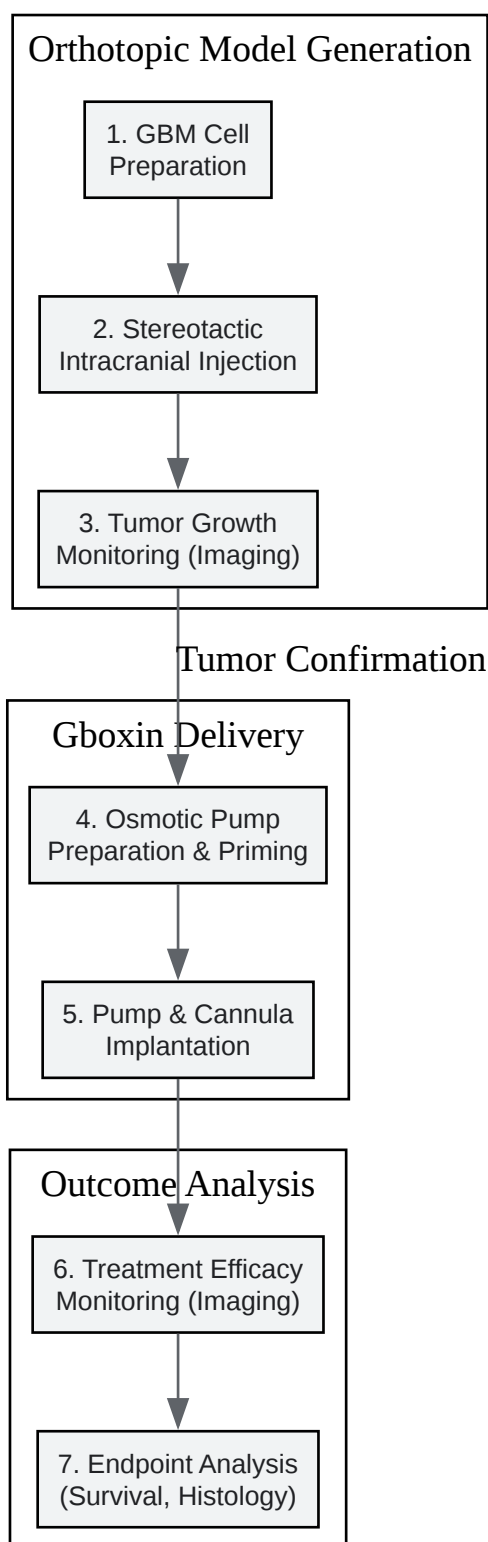 Orthotopic Model Generation
1. GBM Cell
Preparation
2. Stereotactic
Intracranial Injection
3. Tumor Growth
Monitoring (Imaging)
Tumor Confirmation
Gboxin Delivery
4. Osmotic Pump
Preparation & Priming
5. Pump & Cannula
Implantation
Outcome Analysis
6. Treatment Efficacy
Monitoring (Imaging)
7. Endpoint Analysis
(Survival, Histology)